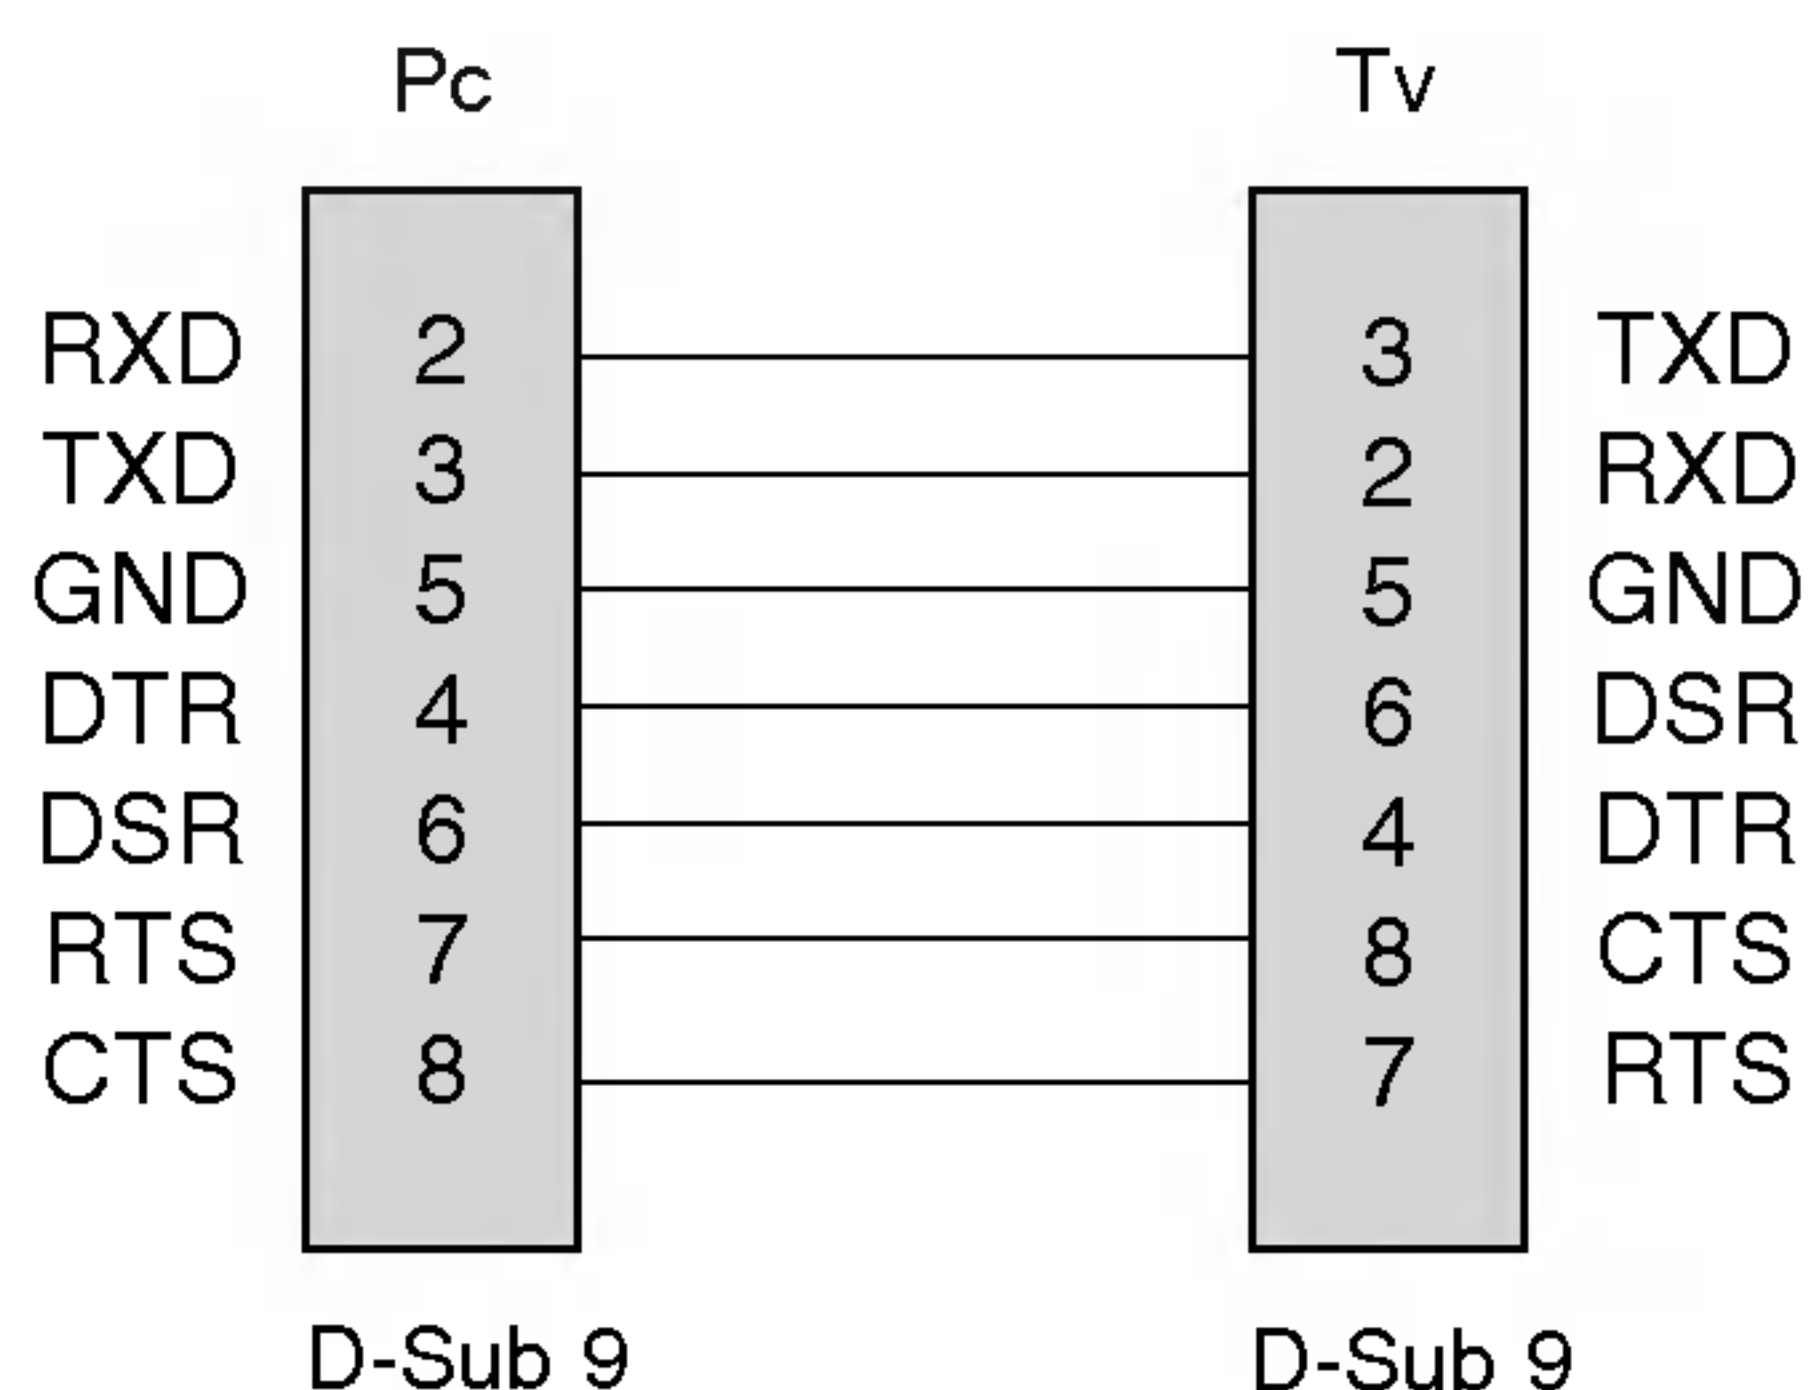 Pc Tv
RXD 2 3 TXD
TXD 3 2 RXD
GND 5 5 GND
DTR 4 6 DSR
DSR 6 4 DTR
RTS 7 8 CTS
CTS 8 7 RTS
D-Sub 9 D-Sub 9